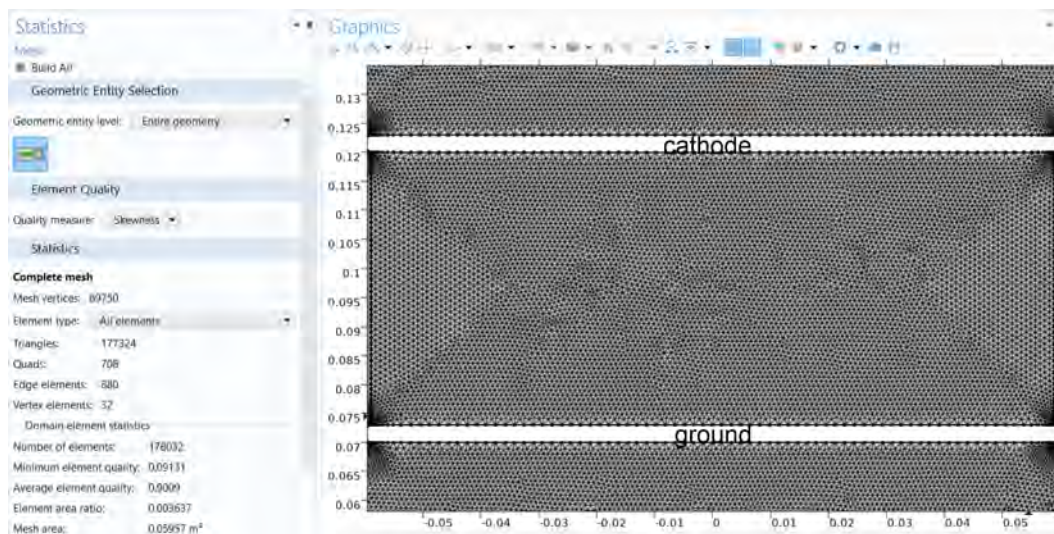 Statistics
Build All
Geometric Entity Selection
Geometric entity level: Entire geometry
Element Quality
Quality measure: Skewness
Statistics
Complete mesh
Mesh vertices: 89750
Element type: All elements
Triangles: 177324
Quads: 708
Edge elements: 880
Vertex elements: 32
Domain element statistics
Number of elements: 178032
Minimum element quality: 0.09131
Average element quality: 0.9009
Element area ratio: 0.003637
Mesh area: 0.05957 m²
Graphics
0.13
0.125
cathode
0.12
0.115
0.11
0.105
0.1
0.095
0.09
0.085
0.08
0.075
ground
0.07
0.065
0.06
-0.05 -0.04 -0.03 -0.02 -0.01 0 0.01 0.02 0.03 0.04 0.05